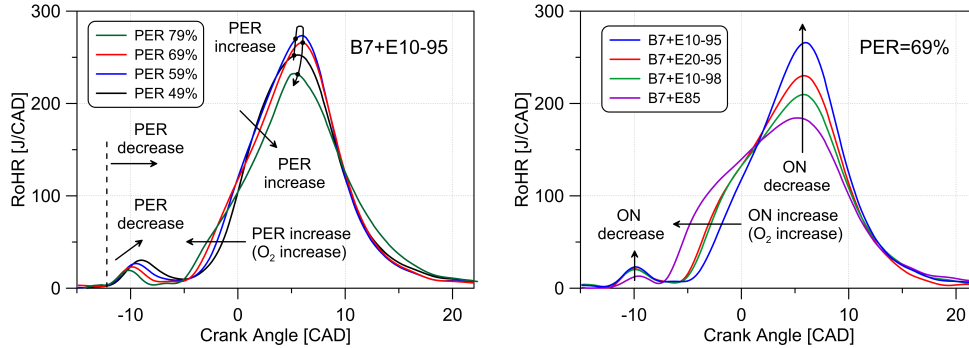 300
200
100
0
RoHR [J/CAD]
-10
0
10
20
Crank Angle [CAD]
PER 79%
PER 69%
PER 59%
PER 49%
PER
increase
B7+E10-95
PER
decrease
PER
increase
PER
decrease
PER increase
(O₂ increase)
300
200
100
0
RoHR [J/CAD]
-10
0
10
20
Crank Angle [CAD]
B7+E10-95
B7+E20-95
B7+E10-98
B7+E85
PER=69%
ON
decrease
ON
decrease
ON increase
(O₂ increase)